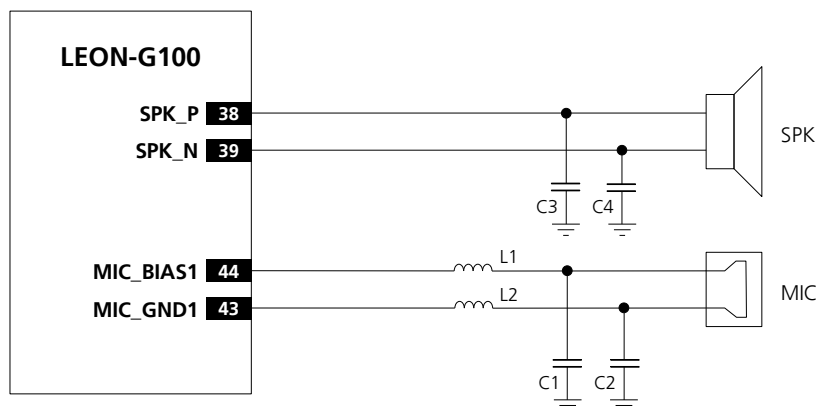 LEON-G100
SPK_P 38
SPK_N 39
SPK
C3
C4
MIC_BIAS1 44
L1
MIC_GND1 43
L2
MIC
C1
C2